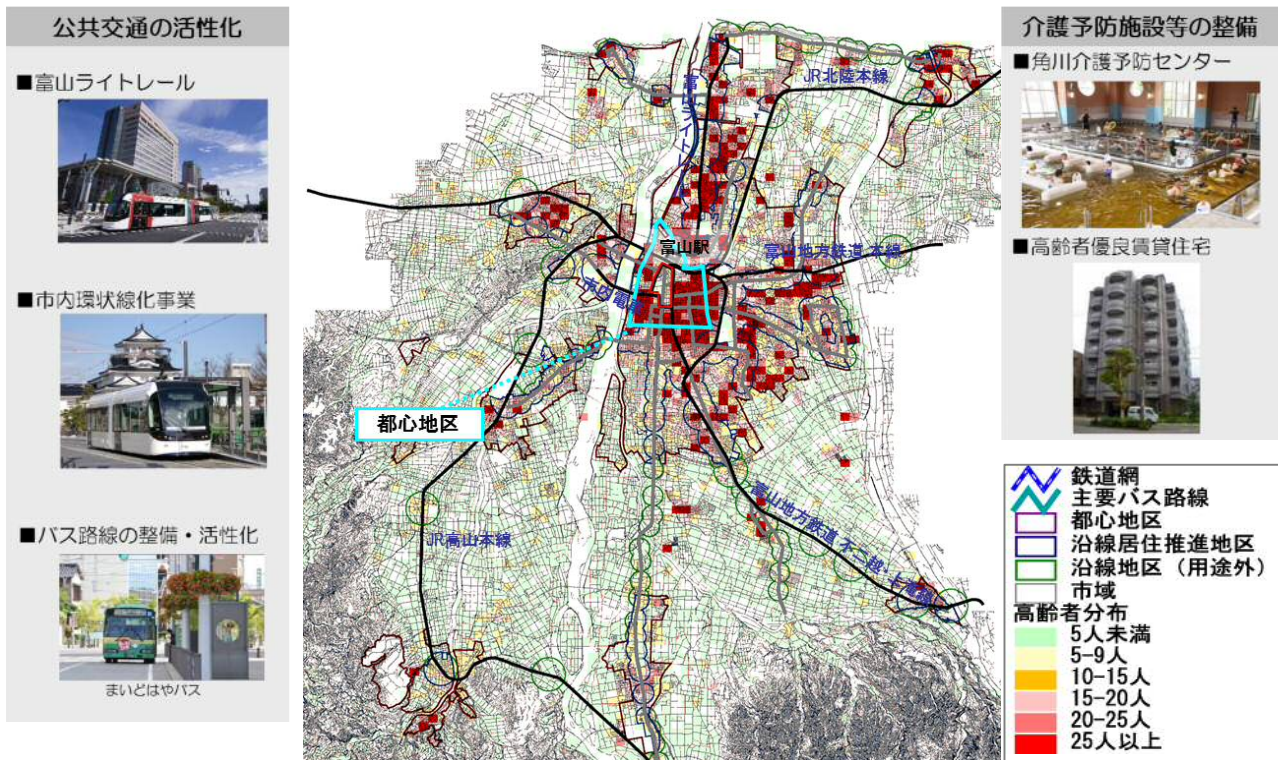 公共交通の活性化
■富山ライトレール
■市内環状線化事業
■バス路線の整備・活性化
まいどはやバス
JR北陸本線
富山ライトレール
富山駅
富山地方鉄道 本線
市内電車
都心地区
JR高山本線
富山地方鉄道 不二越・上滝線
介護予防施設等の整備
■角川介護予防センター
■高齢者優良賃貸住宅
鉄道網
主要バス路線
都心地区
沿線居住推進地区
沿線地区（用途外）
市域
高齢者分布
5人未満
5-9人
10-15人
15-20人
20-25人
25人以上